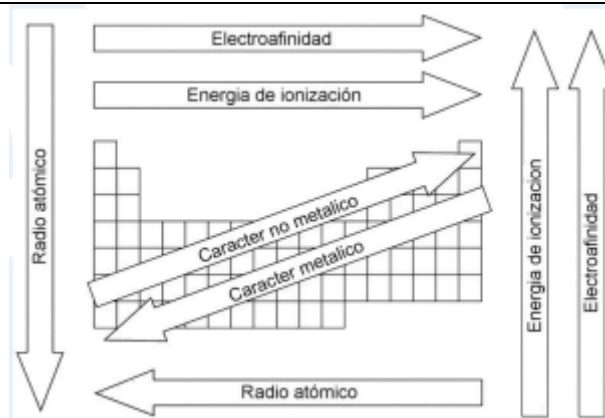 Electroafinidad
Energia de ionización
Radio atómico
Caracter no metalico
Caracter metalico
Energia de ionizacion
Electroafinidad
Radio atómico